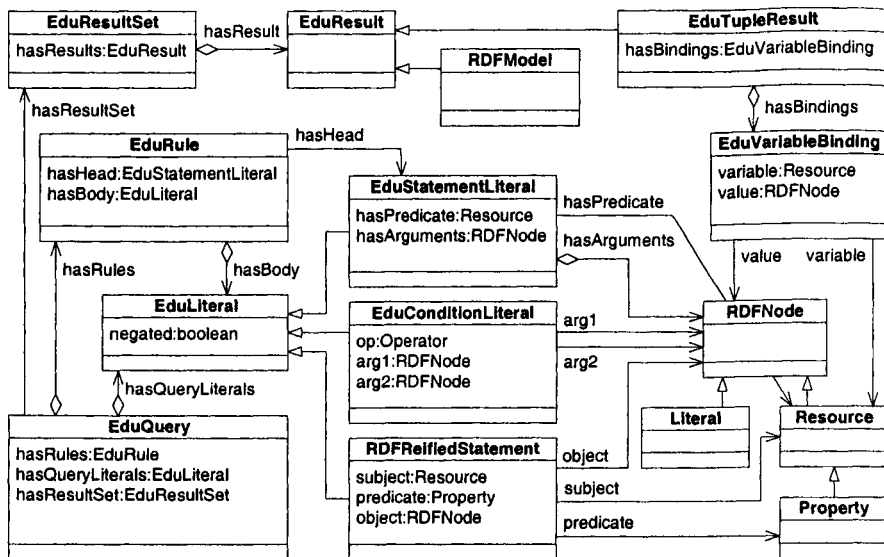 EduResultSet
hasResults:EduResult
hasResult
EduResult
EduTupleResult
hasBindings:EduVariableBinding
RDFModel
hasResultSet
hasBindings
EduRule
hasHead:EduStatementLiteral
hasBody:EduLiteral
hasHead
EduVariableBinding
variable:Resource
value:RDFNode
EduStatementLiteral
hasPredicate:Resource
hasArguments:RDFNode
hasPredicate
hasArguments
hasRules
hasBody
value
variable
EduLiteral
negated:boolean
EduConditionLiteral
op:Operator
arg1:RDFNode
arg2:RDFNode
arg1
arg2
RDFNode
hasQueryLiterals
EduQuery
hasRules:EduRule
hasQueryLiterals:EduLiteral
hasResultSet:EduResultSet
RDFReifiedStatement
subject:Resource
predicate:Property
object:RDFNode
object
subject
predicate
Literal
Resource
Property